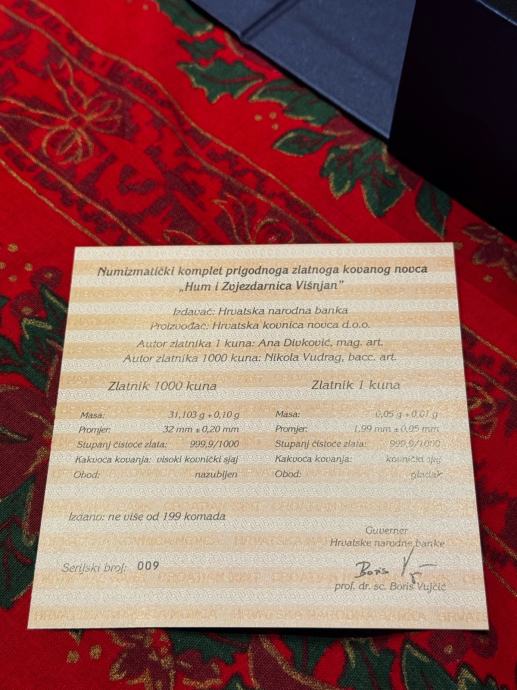 Numizmatički komplet prigodnoga zlatnoga kovanog novca
„Hum i Zvjezdarnica Višnjan”
Izdavač: Hrvatska narodna banka
Proizvođač: Hrvatska kovnica novca d.o.o.
Autor zlatnika 1 kuna: Ana Divković, mag. art.
Autor zlatnika 1000 kuna: Nikola Vudrag, bacc. art.
Zlatnik 1000 kuna
Masa: 31,103 g ± 0,10 g
Promjer: 32 mm ± 0,20 mm
Stupanj čistoće zlata: 999,9/1000
Kakvoća kovanja: visoki kovnički sjaj
Obod: nazubljen
Zlatnik 1 kuna
Masa: 0,05 g ± 0,01 g
Promjer: 1,99 mm ± 0,05 mm
Stupanj čistoće zlata: 999,9/1000
Kakvoća kovanja: kovnički sjaj
Obod: gladak
Izdano: ne više od 199 komada
Serijski broj: 009
Guverner
Hrvatske narodne banke
prof. dr. sc. Boris Vujčić